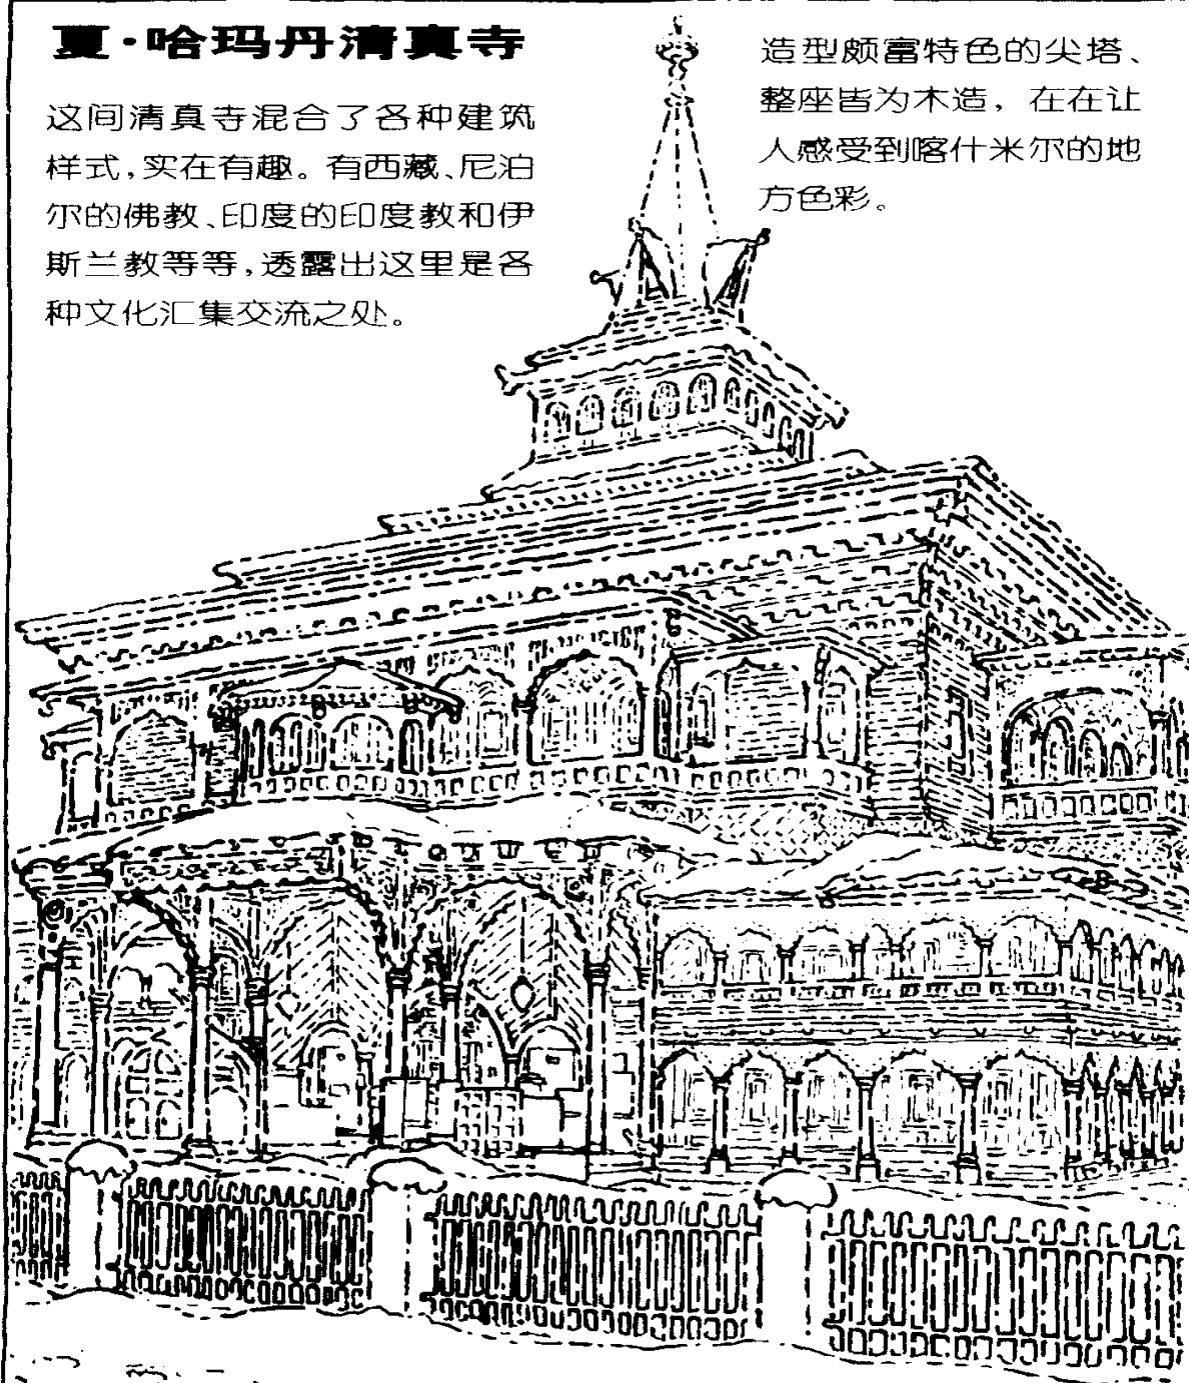 夏·哈玛丹清真寺
这间清真寺混合了各种建筑
样式,实在有趣。有西藏、尼泊
尔的佛教、印度的印度教和伊
斯兰教等等,透露出这里是各
种文化汇集交流之处。
造型颇富特色的尖塔、
整座皆为木造，在在让
人感受到喀什米尔的地
方色彩。